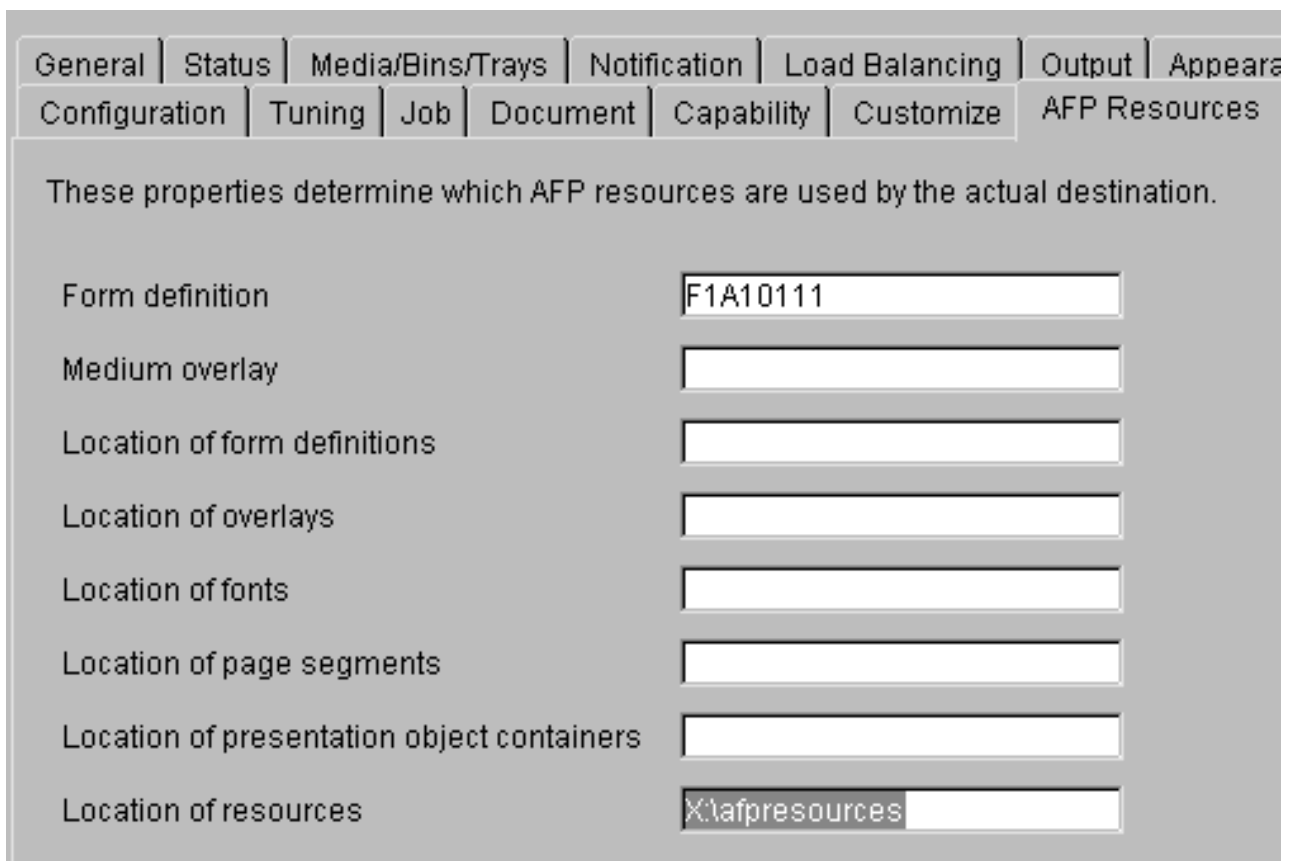 General Status Media/Bins/Trays Notification Load Balancing Output Appeara
Configuration Tuning Job Document Capability Customize AFP Resources
These properties determine which AFP resources are used by the actual destination.
Form definition F1A10111
Medium overlay
Location of form definitions
Location of overlays
Location of fonts
Location of page segments
Location of presentation object containers
Location of resources X:\afpresources